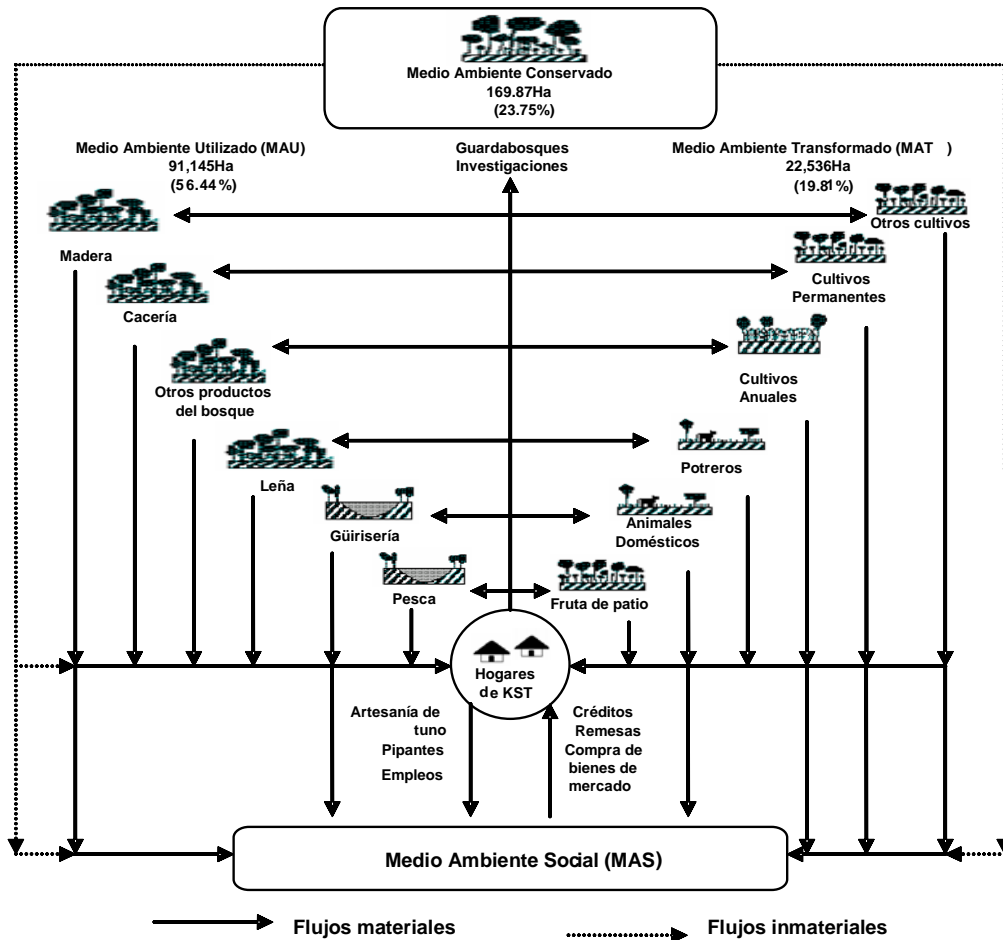 Medio Ambiente Conservado
169.87Ha
(23.75%)
Medio Ambiente Utilizado (MAU)
91,145Ha
(56.44%)
Guardabosques
Investigaciones
Medio Ambiente Transformado (MAT )
22,536Ha
(19.81%)
Madera
Otros cultivos
Cacería
Cultivos
Permanentes
Otros productos
del bosque
Cultivos
Anuales
Leña
Potreros
Güirisería
Animales
Domésticos
Pesca
Fruta de patio
Hogares
de KST
Artesanía de
tuno
Pipantes
Empleos
Créditos
Remesas
Compra de
bienes de
mercado
Medio Ambiente Social (MAS)
Flujos materiales
Flujos inmateriales